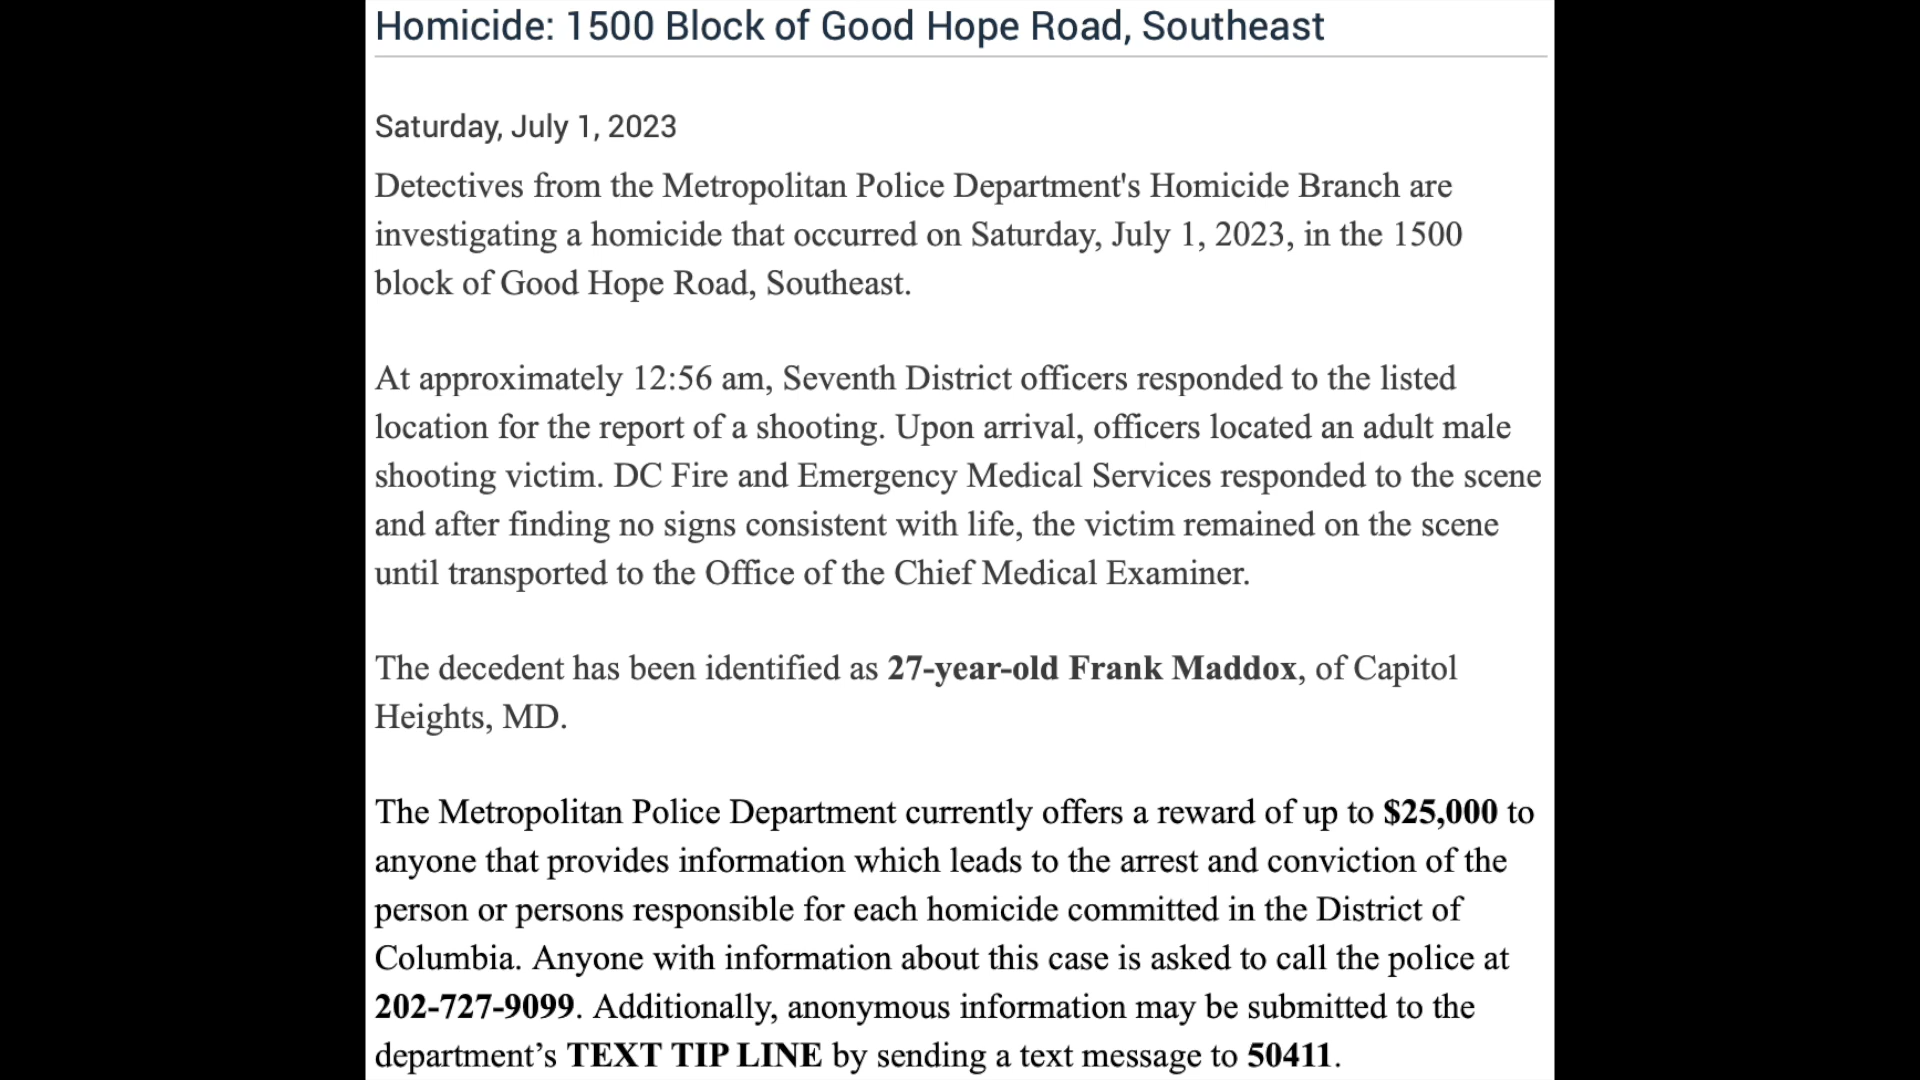 Homicide: 1500 Block of Good Hope Road, Southeast
Saturday, July 1, 2023
Detectives from the Metropolitan Police Department's Homicide Branch are
investigating a homicide that occurred on Saturday, July 1, 2023, in the 1500
block of Good Hope Road, Southeast.
At approximately 12:56 am, Seventh District officers responded to the listed
location for the report of a shooting. Upon arrival, officers located an adult male
shooting victim. DC Fire and Emergency Medical Services responded to the scene
and after finding no signs consistent with life, the victim remained on the scene
until transported to the Office of the Chief Medical Examiner.
The decedent has been identified as 27-year-old Frank Maddox, of Capitol
Heights, MD.
The Metropolitan Police Department currently offers a reward of up to $25,000 to
anyone that provides information which leads to the arrest and conviction of the
person or persons responsible for each homicide committed in the District of
Columbia. Anyone with information about this case is asked to call the police at
202-727-9099. Additionally, anonymous information may be submitted to the
department’s TEXT TIP LINE by sending a text message to 50411.